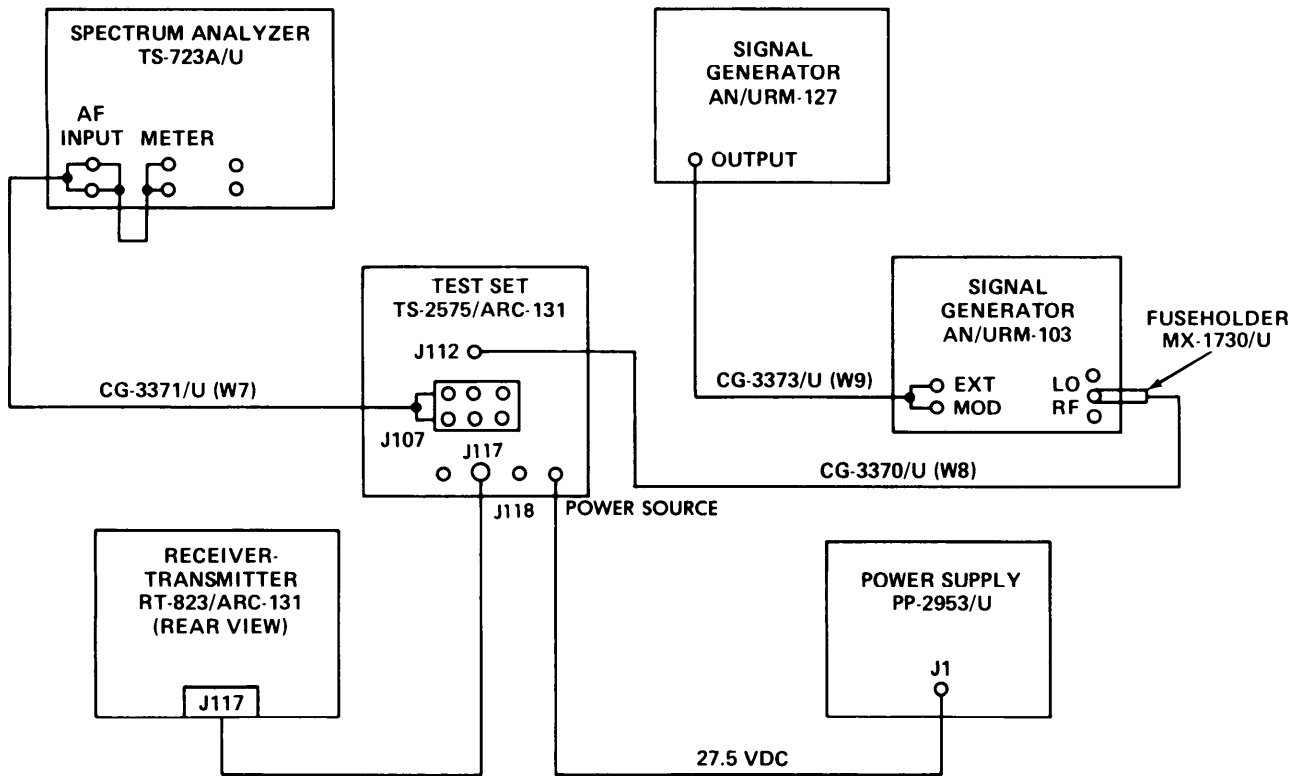 SPECTRUM ANALYZER
TS-723A/U
AF
INPUT METER
SIGNAL
GENERATOR
AN/URM-127
OUTPUT
TEST SET
TS-2575/ARC-131
J112
J107
J117
J118
POWER SOURCE
CG-3371/U (W7)
SIGNAL
GENERATOR
AN/URM-103
EXT
MOD
LO
RF
FUSEHOLDER
MX-1730/U
CG-3373/U (W9)
CG-3370/U (W8)
RECEIVER-
TRANSMITTER
RT-823/ARC-131
(REAR VIEW)
J117
POWER SUPPLY
PP-2953/U
J1
27.5 VDC